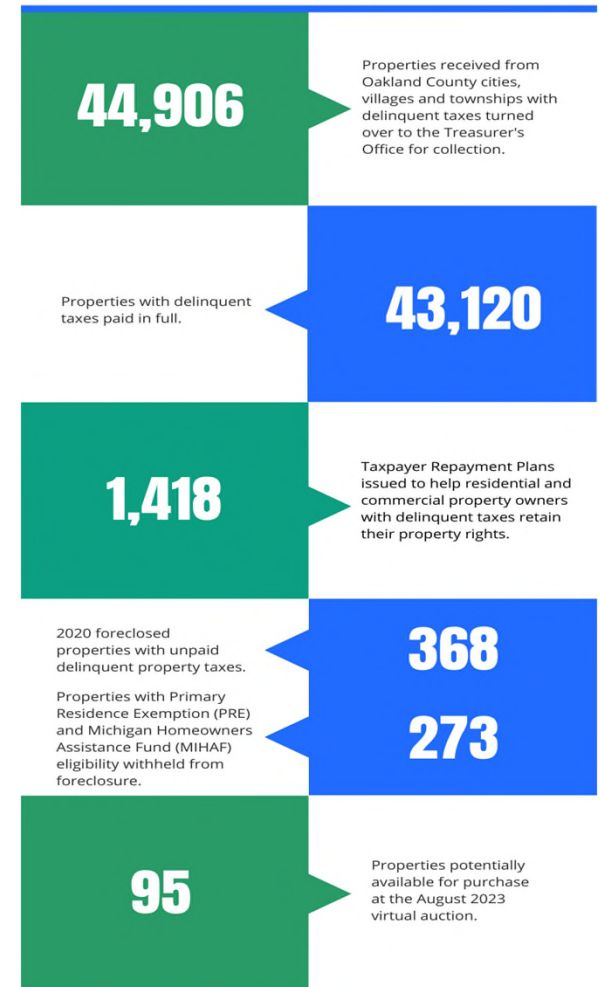 44,906
Properties received from
Oakland County cities,
villages and townships with
delinquent taxes turned
over to the Treasurer's
Office for collection.
Properties with delinquent
taxes paid in full.
43,120
1,418
Taxpayer Repayment Plans
issued to help residential and
commercial property owners
with delinquent taxes retain
their property rights.
2020 foreclosed
properties with unpaid
delinquent property taxes.
368
Properties with Primary
Residence Exemption (PRE)
and Michigan Homeowners
Assistance Fund (MIHAF)
eligibility withheld from
foreclosure.
273
95
Properties potentially
available for purchase
at the August 2023
virtual auction.